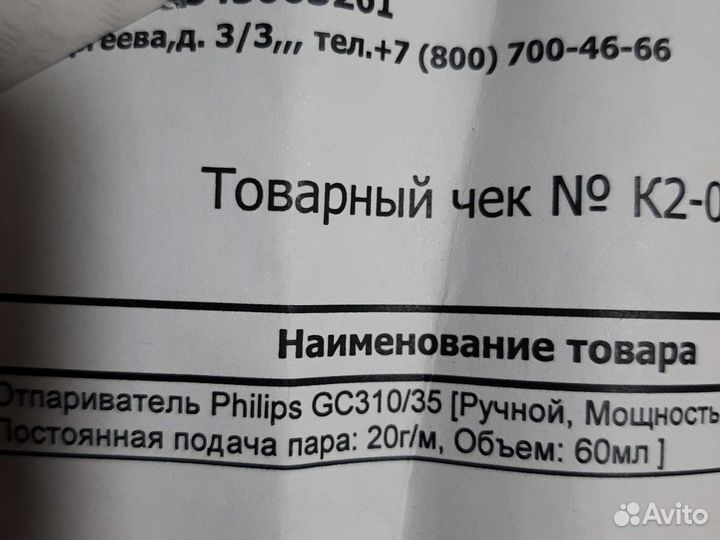 геева,д. 3/3,,, тел.+7 (800) 700-46-66
Товарный чек № К2-0
Наименование товара
Отпариватель Philips GC310/35 [Ручной, Мощность
Постоянная подача пара: 20г/м, Объем: 60мл ]
Avito